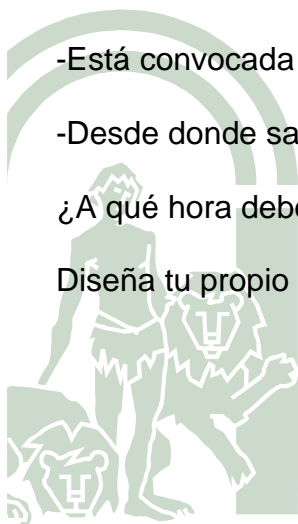 -Está convocada
-Desde donde sa
¿A qué hora debe
Diseña tu propio